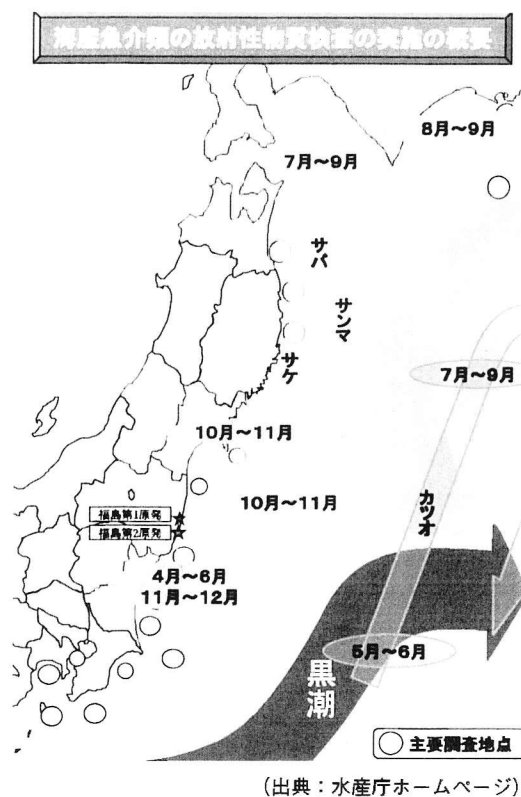 海産魚介類の放射性物質検査の実施の概要
8月～9月
7月～9月
サバ
サンマ
サケ
7月～9月
10月～11月
カツオ
10月～11月
福島第1原発
福島第2原発
4月～6月
11月～12月
5月～6月
黒潮
主要調査地点
(出典：水産庁ホームページ)